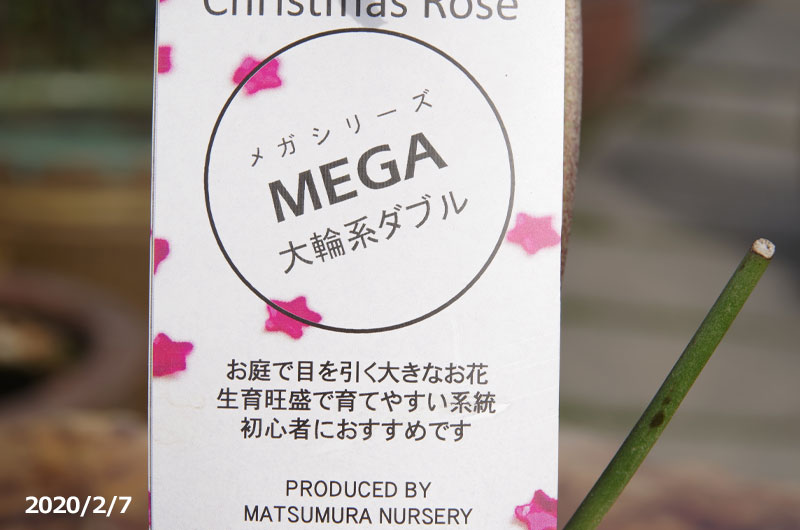 Christmas Rose
メガシリーズ
MEGA
大輪系ダブル
お庭で目を引く大きなお花
生育旺盛で育てやすい系統
初心者におすすめです
PRODUCED BY
MATSUMURA NURSERY
2020/2/7